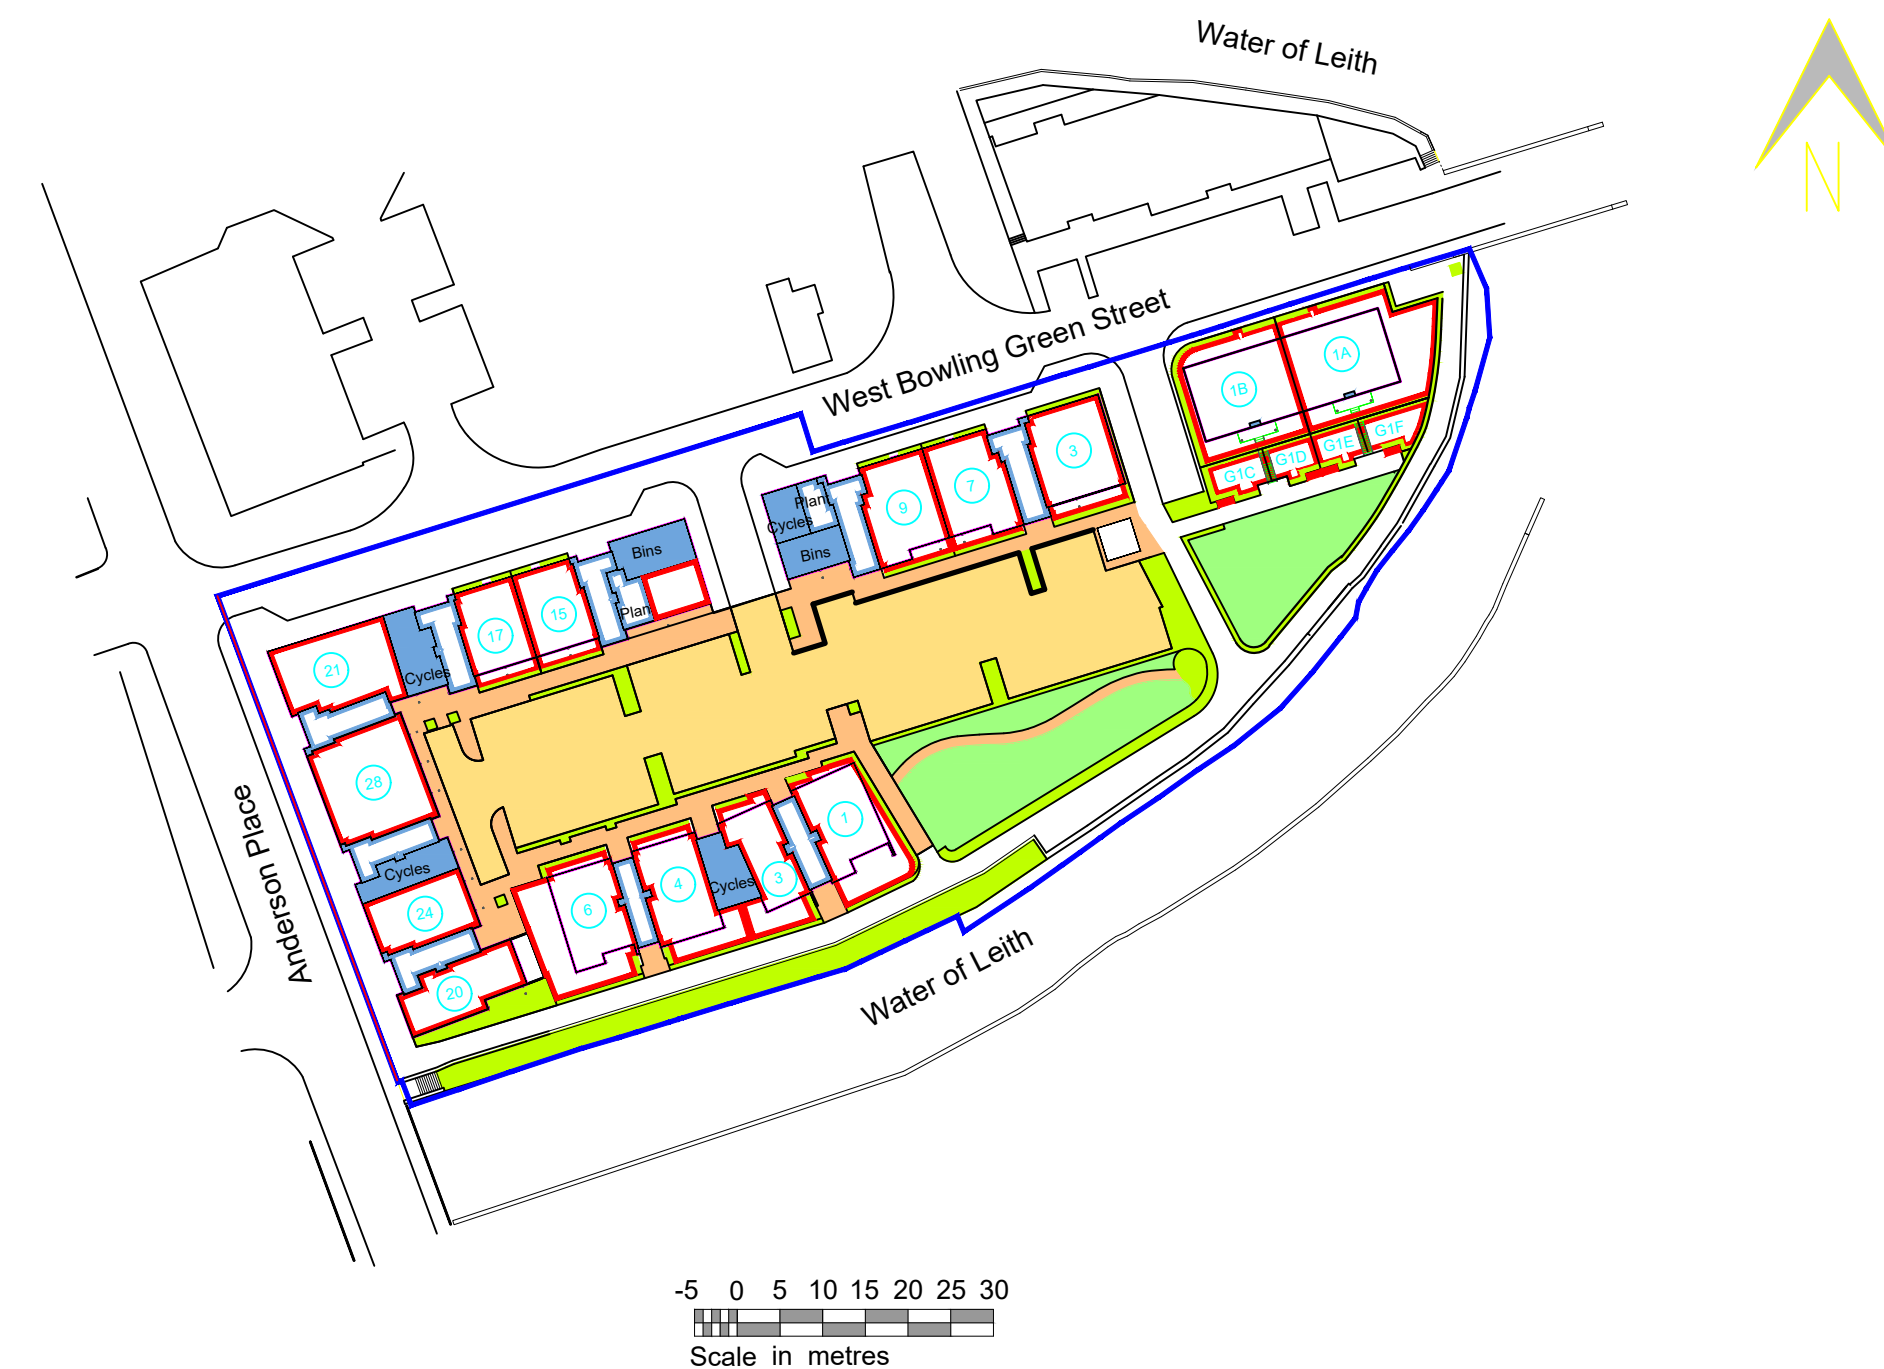 Water of Leith
N
West Bowling Green Street
1A
1B
G1F
G1E
G1D
G1C
3
7
9
Plant
Cycles
Bins
Bins
Plan
15
17
21
Cycles
28
Cycles
24
20
6
4
Cycles
3
1
Anderson Place
Water of Leith
-5 0 5 10 15 20 25 30
Scale in metres